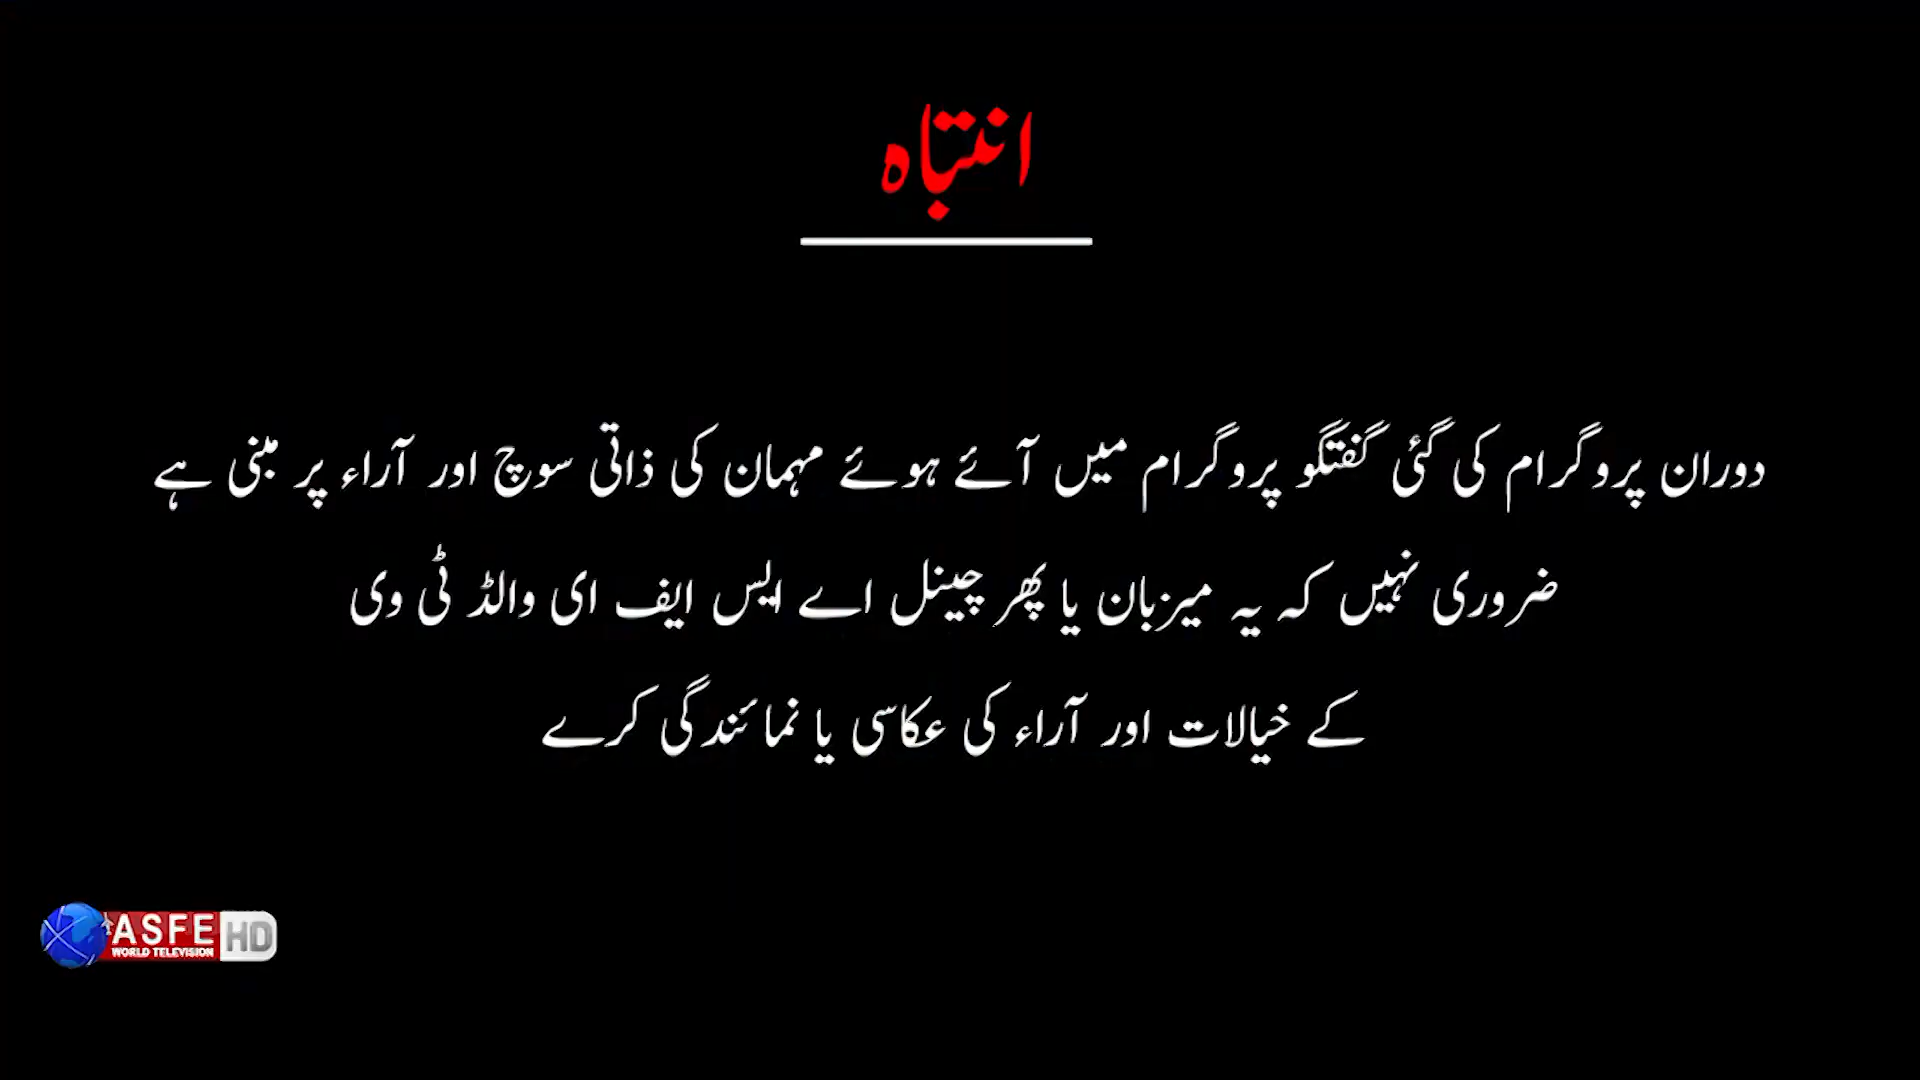 انتباہ
دوران پروگرام کی گئی گفتگو پروگرام میں آئے ہوئے مہمان کی ذاتی سوچ اور آراء پر مبنی ہے
ضروری نہیں کہ یہ میزبان یا پھر چینل اے ایس ایف ای والڈ ٹی وی
کے خیالات اور آراء کی عکاسی یا نمائندگی کرے
ASFE HD
WORLD TELEVISION